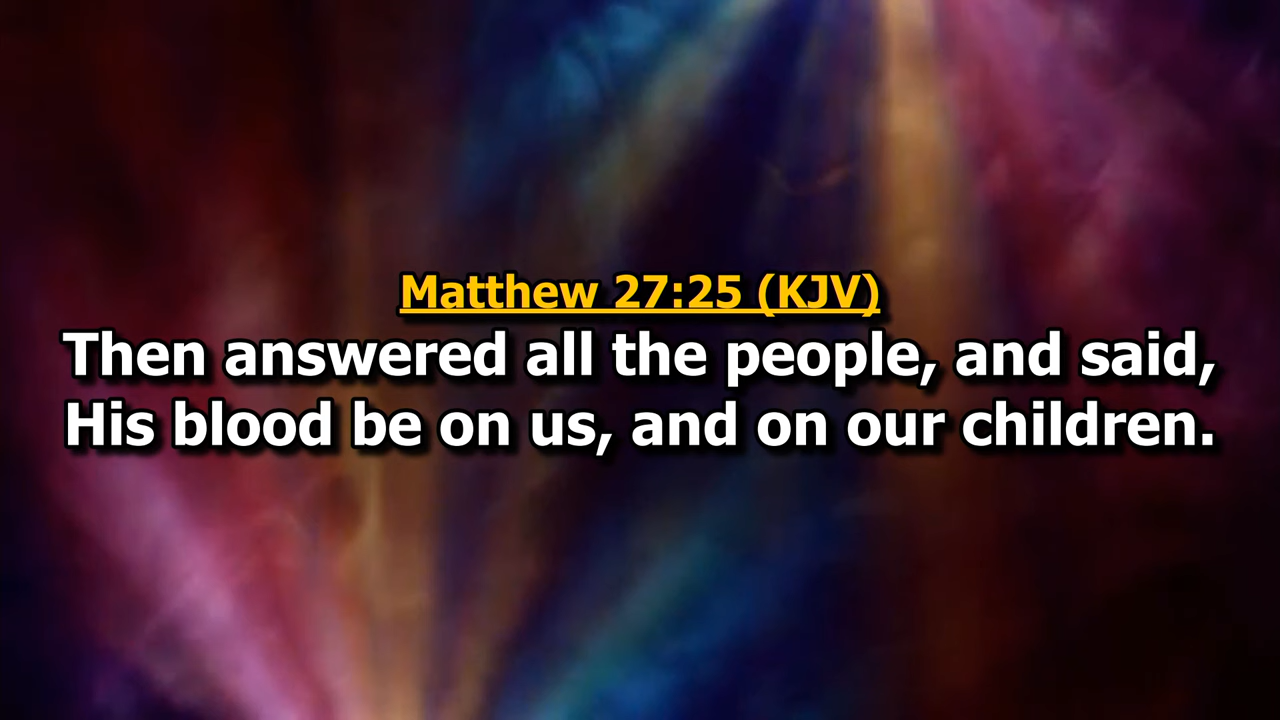 Matthew 27:25 (KJV)
Then answered all the people, and said,
His blood be on us, and on our children.